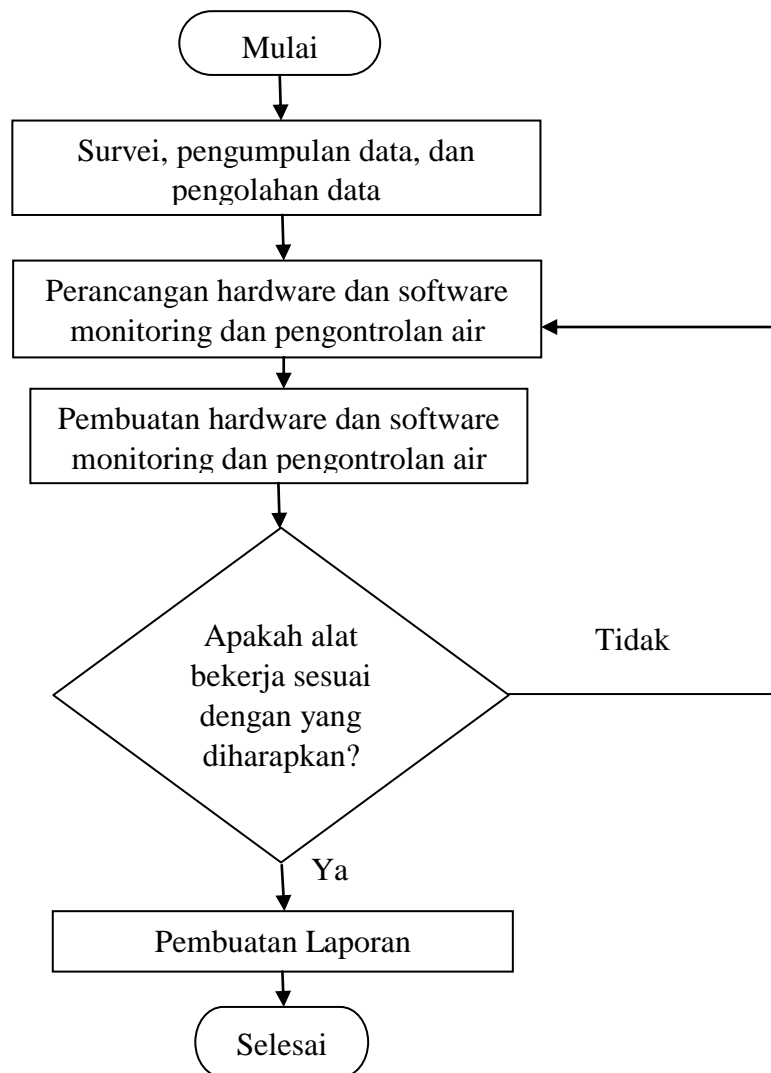 Mulai
Survei, pengumpulan data, dan
pengolahan data
Perancangan hardware dan software
monitoring dan pengontrolan air
Pembuatan hardware dan software
monitoring dan pengontrolan air
Apakah alat
bekerja sesuai
dengan yang
diharapkan?
Tidak
Ya
Pembuatan Laporan
Selesai